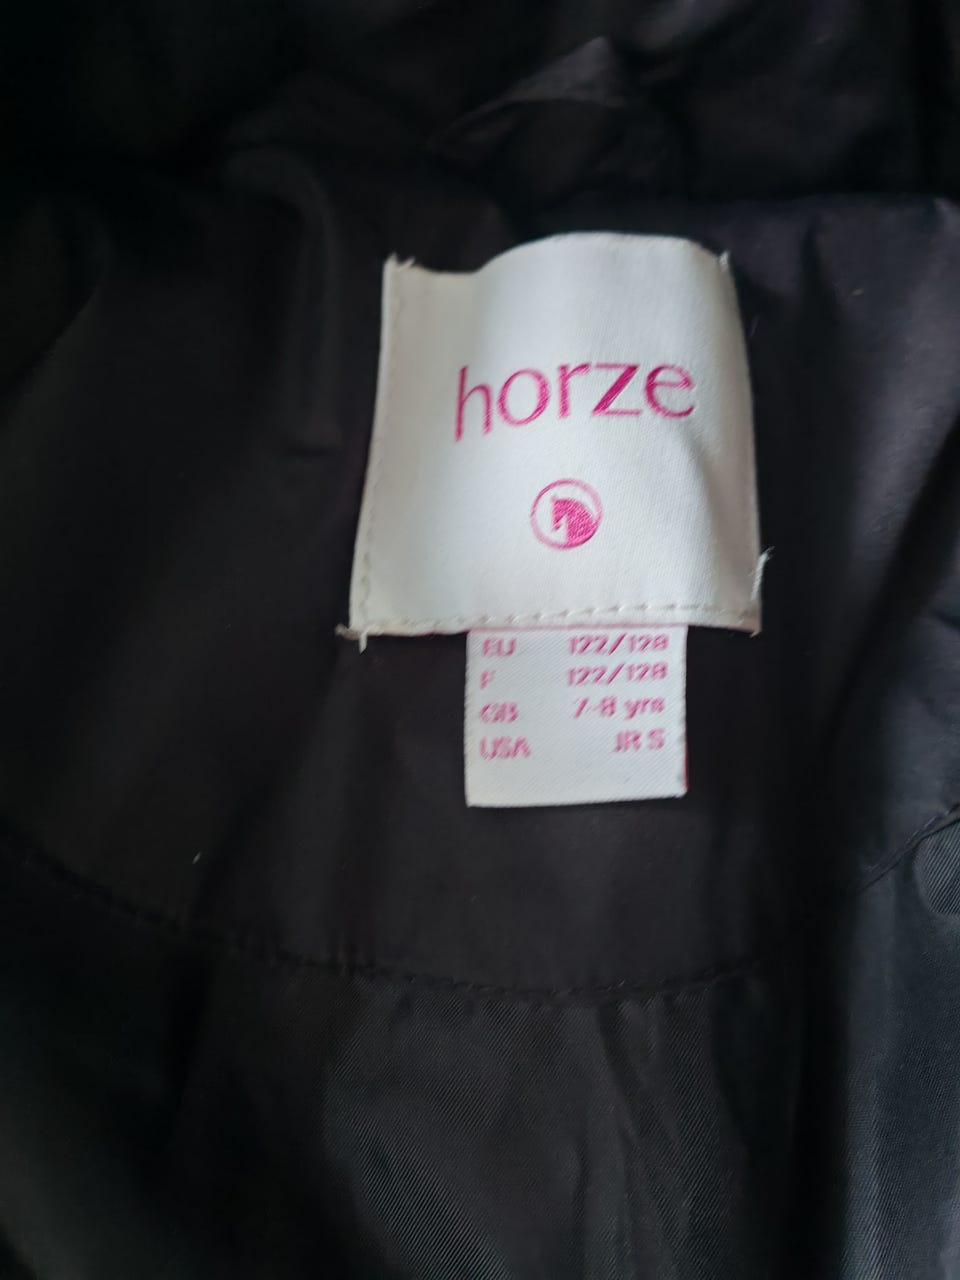 horze
EU 122/128
F 122/128
GB 7-8 yrs
USA JR S